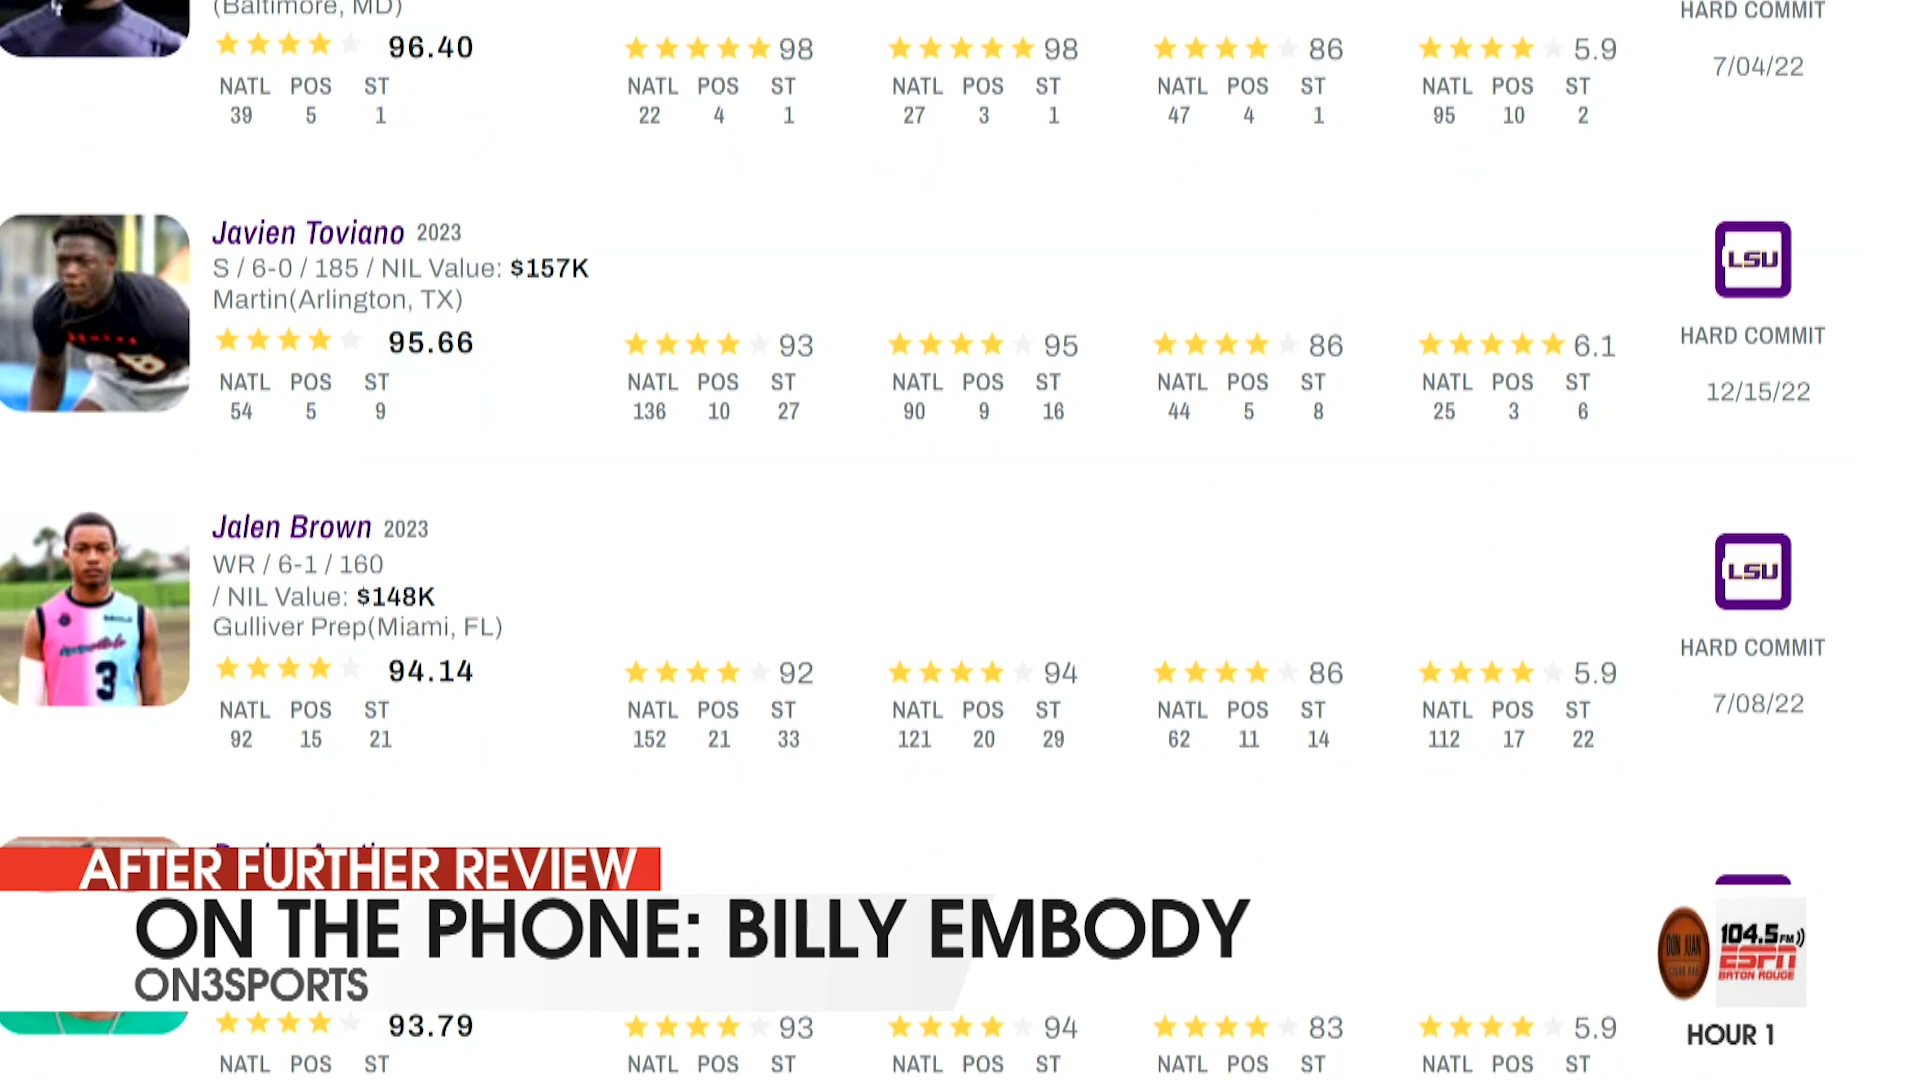 (Baltimore, MD)
96.40 98 98 86 5.9
NATL POS ST NATL POS ST NATL POS ST NATL POS ST NATL POS ST
39 5 1 22 4 1 27 3 1 47 4 1 95 10 2
HARD COMMIT
7/04/22
Javien Toviano 2023
S / 6-0 / 185 / NIL Value: $157K
Martin(Arlington, TX)
95.66 93 95 86 6.1
NATL POS ST NATL POS ST NATL POS ST NATL POS ST NATL POS ST
54 5 9 136 10 27 90 9 16 44 5 8 25 3 6
LSU
HARD COMMIT
12/15/22
Jalen Brown 2023
WR / 6-1 / 160
/ NIL Value: $148K
Gulliver Prep(Miami, FL)
94.14 92 94 86 5.9
NATL POS ST NATL POS ST NATL POS ST NATL POS ST NATL POS ST
92 15 21 152 21 33 121 20 29 62 11 14 112 17 22
LSU
HARD COMMIT
7/08/22
3
AFTER FURTHER REVIEW
ON THE PHONE: BILLY EMBODY
ON3SPORTS
DON JUAN
104.5 FM
ESPN
BATON ROUGE
HOUR 1
93.79 93 94 83 5.9
NATL POS ST NATL POS ST NATL POS ST NATL POS ST NATL POS ST